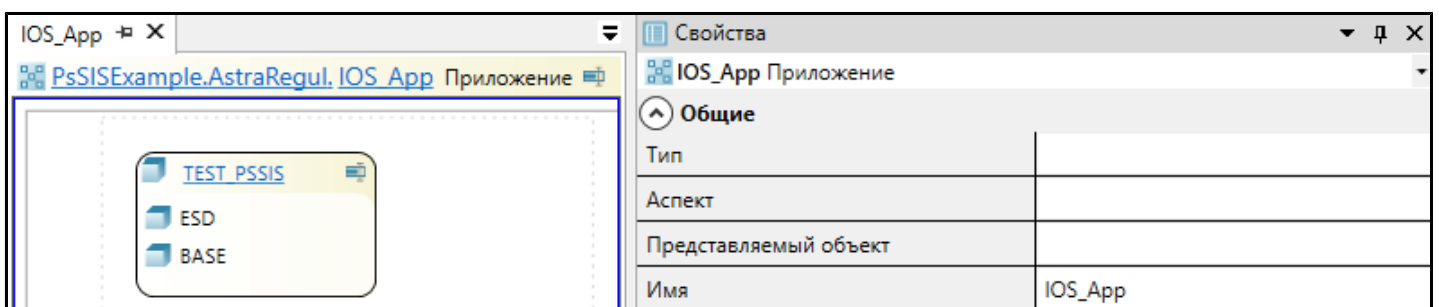 IOS_App
PsSISExample.AstraRegul. IOS_App Приложение
TEST_PSSIS
ESD
BASE
Свойства
IOS_App Приложение
Общие
Тип
Аспект
Представляемый объект
Имя IOS_App